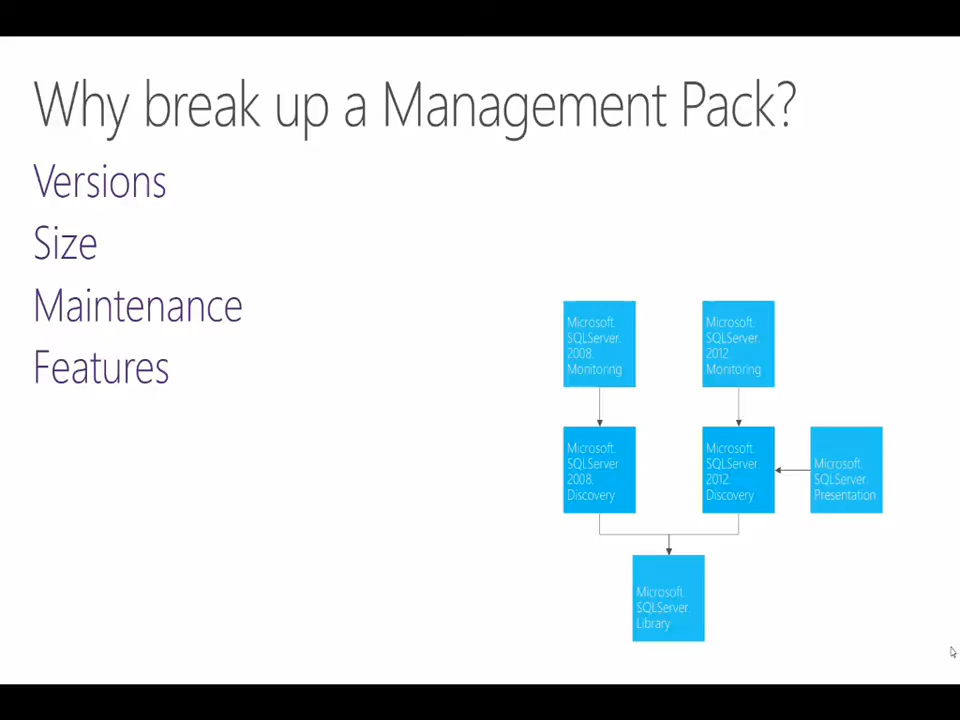 Why break up a Management Pack?
Versions
Size
Maintenance
Features
Microsoft.
SQLServer.
2008.
Monitoring
Microsoft.
SQLServer.
2012.
Monitoring
Microsoft.
SQLServer
2008.
Discovery
Microsoft.
SQLServer
2012.
Discovery
Microsoft.
SQLServer.
Presentation
Microsoft.
SQLServer.
Library